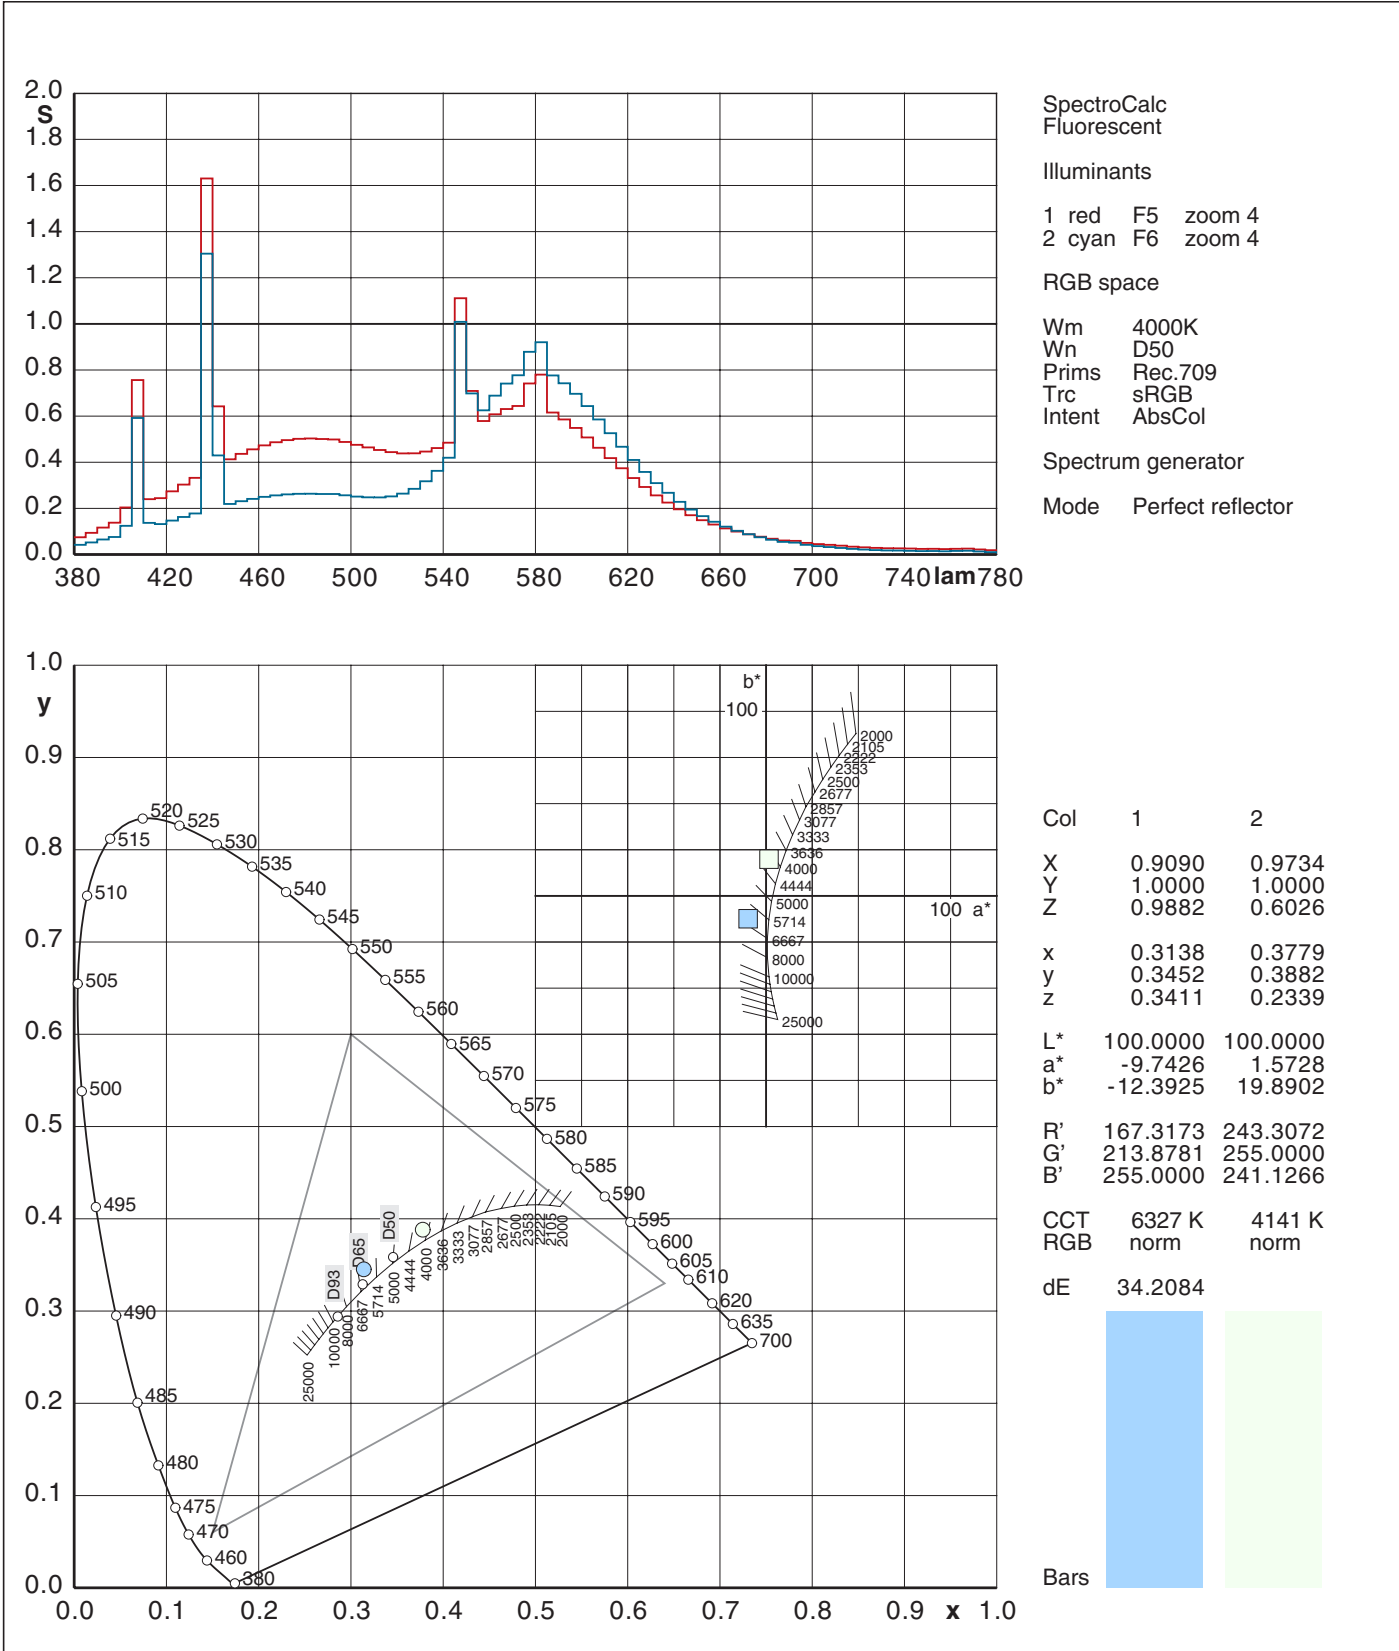 2.0
S
1.8
1.6
1.4
1.2
1.0
0.8
0.6
0.4
0.2
0.0
380 420 460 500 540 580 620 660 700 740 lam 780
SpectroCalc
Fluorescent
Illuminants
1 red F5 zoom 4
2 cyan F6 zoom 4
RGB space
Wm 4000K
Wn D50
Prims Rec.709
Trc sRGB
Intent AbsCol
Spectrum generator
Mode Perfect reflector
1.0
y
0.9
0.8
0.7
0.6
0.5
0.4
0.3
0.2
0.1
0.0
0.0 0.1 0.2 0.3 0.4 0.5 0.6 0.7 0.8 0.9 x 1.0
520
525
515
530
535
540
510
545
550
505
555
560
565
500
570
575
580
585
495
590
595
600
605
610
490
620
635
700
485
480
475
470
460
380
D93
D65
D50
25000
10000
8000
6667
5714
5000
4444
4000
3636
3333
3077
2857
2677
2500
2353
2222
2105
2000
b*
100
100 a*
2000
2105
2222
2353
2500
2677
2857
3077
3333
3636
4000
4444
5000
5714
6667
8000
10000
25000
Col 1 2
X 0.9090 0.9734
Y 1.0000 1.0000
Z 0.9882 0.6026
x 0.3138 0.3779
y 0.3452 0.3882
z 0.3411 0.2339
L* 100.0000 100.0000
a* -9.7426 1.5728
b* -12.3925 19.8902
R' 167.3173 243.3072
G' 213.8781 255.0000
B' 255.0000 241.1266
CCT 6327 K 4141 K
RGB norm norm
dE 34.2084
Bars